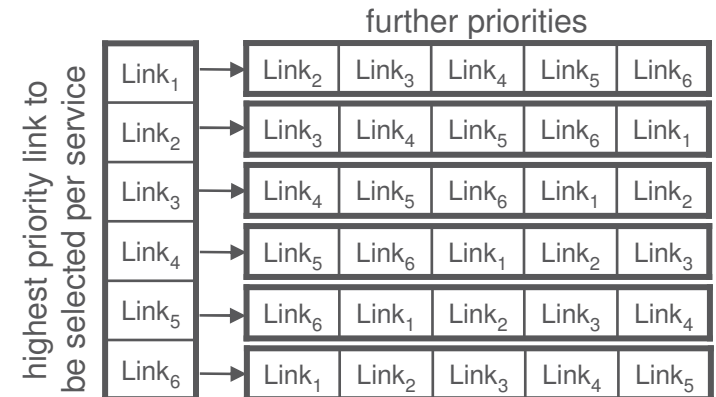 further priorities
highest priority link to
be selected per service
Link₁ Link₂ Link₃ Link₄ Link₅ Link₆
Link₂ Link₃ Link₄ Link₅ Link₆ Link₁
Link₃ Link₄ Link₅ Link₆ Link₁ Link₂
Link₄ Link₅ Link₆ Link₁ Link₂ Link₃
Link₅ Link₆ Link₁ Link₂ Link₃ Link₄
Link₆ Link₁ Link₂ Link₃ Link₄ Link₅